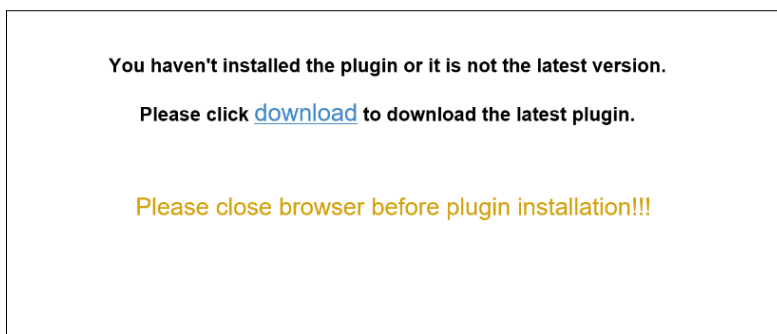 You haven't installed the plugin or it is not the latest version.
Please click download to download the latest plugin.
Please close browser before plugin installation!!!